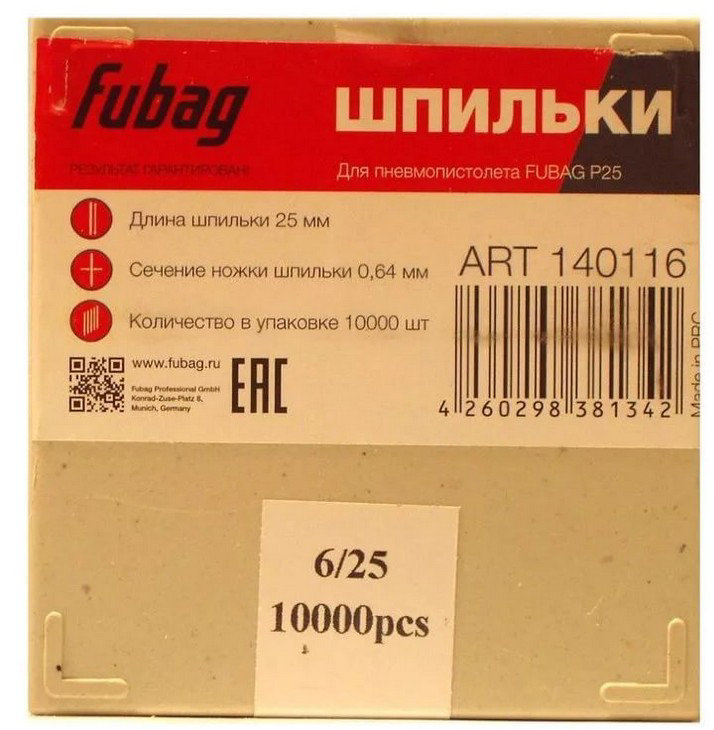 fubag
РЕЗУЛЬТАТ ГАРАНТИРОВАН!
ШПИЛЬКИ
Для пневмопистолета FUBAG P25
Длина шпильки 25 мм
Сечение ножки шпильки 0,64 мм
Количество в упаковке 10000 шт
www.fubag.ru
Fubag Professional GmbH
Konrad-Zuse-Platz 8,
Munich, Germany
EAC
ART 140116
4 260298 381342
Made in PRC
6/25
10000pcs